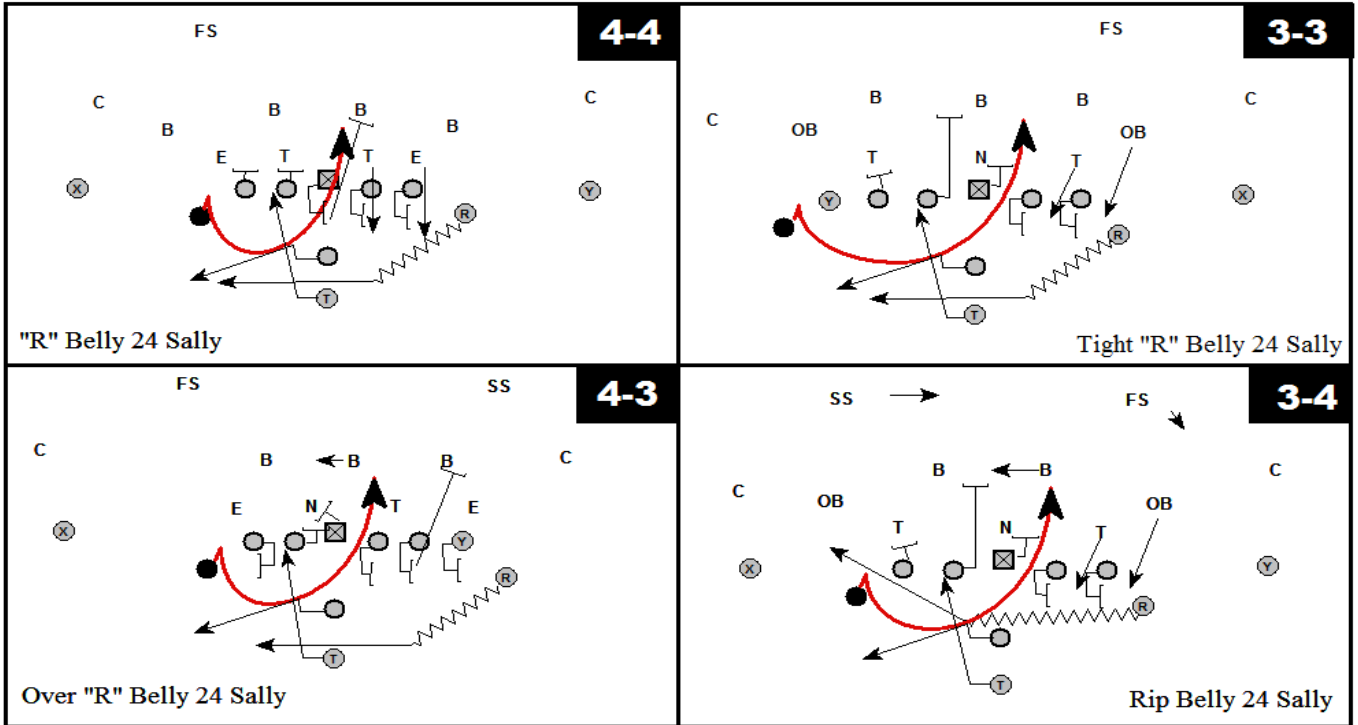 FS
4-4
C B B C
B B
E T T E
X Y
R
T
"R" Belly 24 Sally
FS
3-3
B B B C
C OB OB
T N T
Y X
R
T
Tight "R" Belly 24 Sally
FS SS
4-3
C B B B C
E N T E
X Y
R
T
Over "R" Belly 24 Sally
SS FS
3-4
B B C
C OB OB
T N T
X Y
R
T
Rip Belly 24 Sally